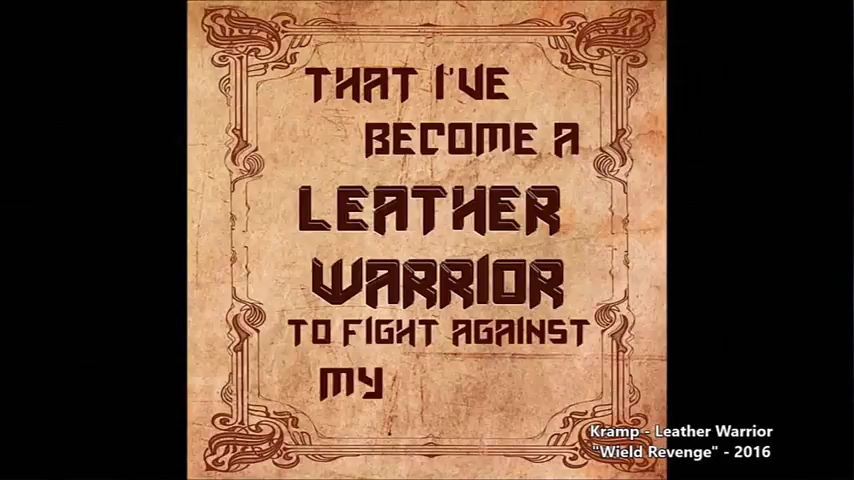 THAT I'VE
BECOME A
LEATHER
WARRIOR
TO FIGHT AGAINST
MY
Kramp - Leather Warrior
"Wield Revenge" - 2016